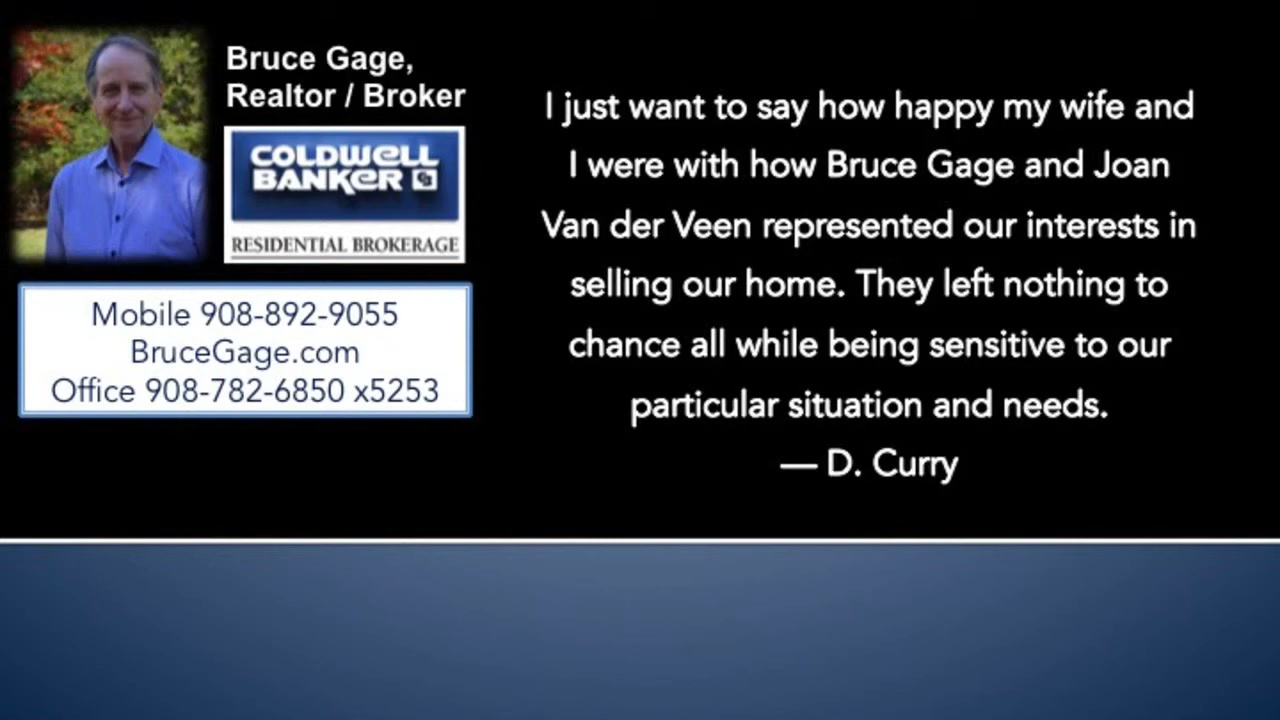 Bruce Gage,
Realtor / Broker
COLDWELL
BANKER CB
RESIDENTIAL BROKERAGE
Mobile 908-892-9055
BruceGage.com
Office 908-782-6850 x5253
I just want to say how happy my wife and
I were with how Bruce Gage and Joan
Van der Veen represented our interests in
selling our home. They left nothing to
chance all while being sensitive to our
particular situation and needs.
— D. Curry